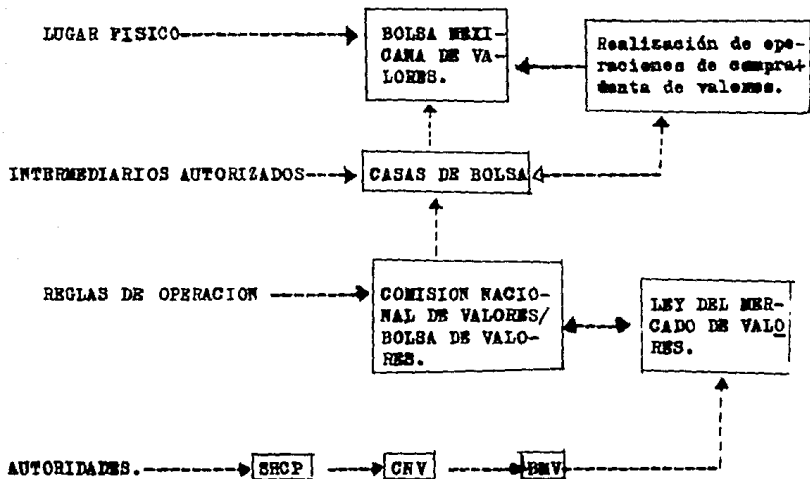 LUGAR FISICO
BOLSA MEXI-
CANA DE VA-
LORES.
Realización de ope-
raciones de compra+
venta de valores.
INTERMEDIARIOS AUTORIZADOS
CASAS DE BOLSA
REGLAS DE OPERACION
COMISION NACIO-
NAL DE VALORES/
BOLSA DE VALO-
RES.
LEY DEL MER-
CADO DE VALO
RES.
AUTORIDADES.
SHCP
CNV
BMV